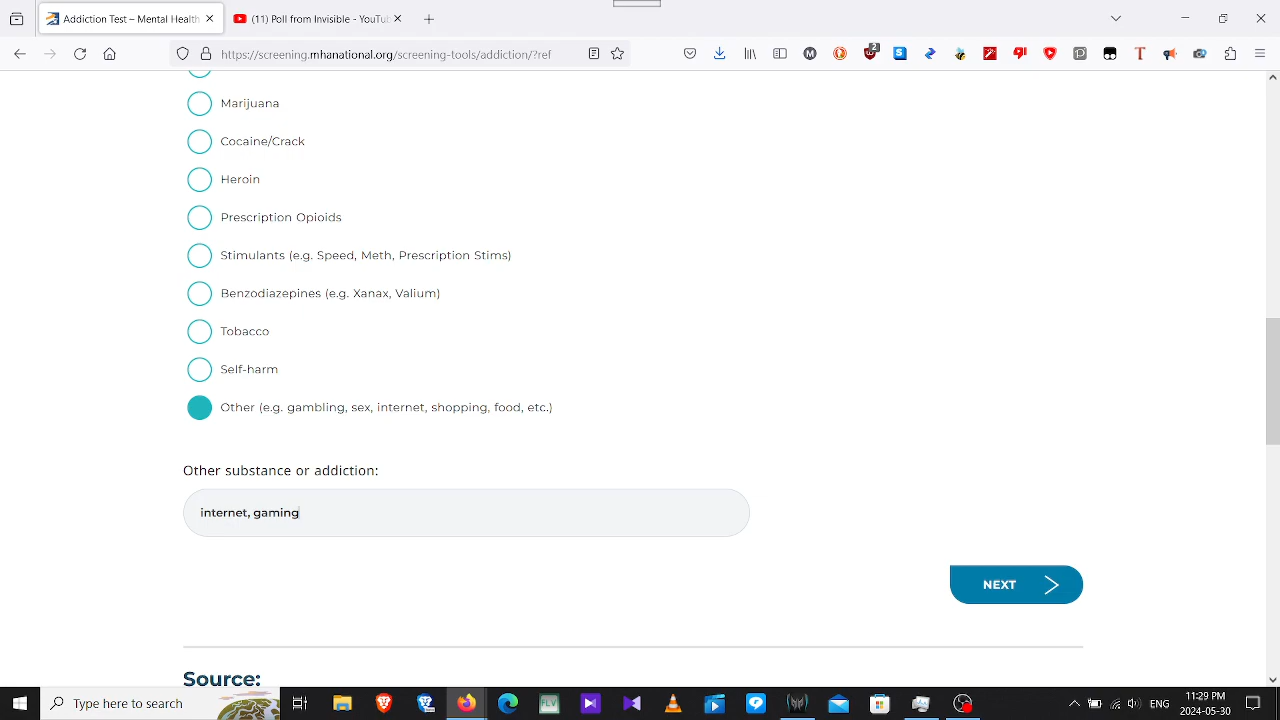 Addiction Test – Mental Health
(11) Poll from Invisible - YouTub
https://screening.mhanational.org/screening-tools/addiction/?ref
2
Marijuana
Cocaine/Crack
Heroin
Prescription Opioids
Stimulants (e.g. Speed, Meth, Prescription Stims)
Benzodiazepines (e.g. Xanax, Valium)
Tobacco
Self-harm
Other (e.g. gambling, sex, internet, shopping, food, etc.)
Other substance or addiction:
internet, gaming
NEXT
Source:
Type here to search
FLV
ENG
11:29 PM
2024-05-30